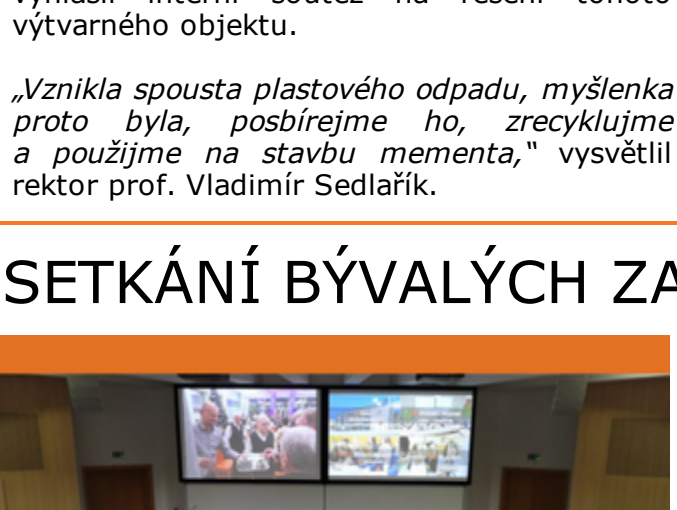 výtvarného objektu.
„Vznikla spousta plastového odpadu, myšlenka
proto byla, posbírejme ho, zrecyklujme
a použijme na stavbu mementa,“ vysvětlil
rektor prof. Vladimír Sedlařík.
SETKÁNÍ BÝVALÝCH ZA